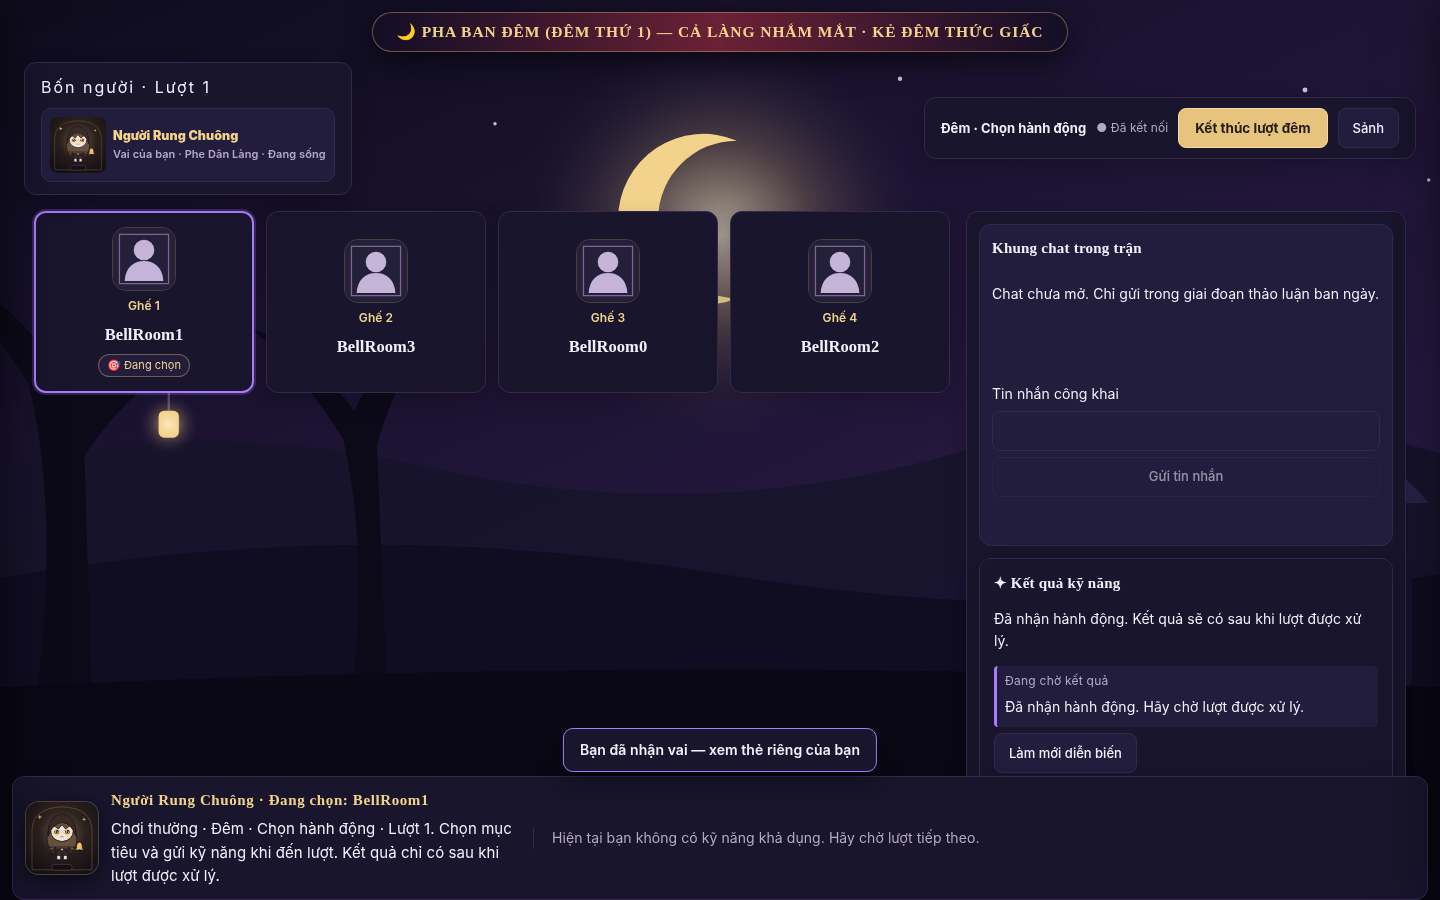 🌙 PHA BAN ĐÊM (ĐÊM THỨ 1) — CẢ LÀNG NHẮM MẮT · KẺ ĐÊM THỨC GIẤC
Bốn người · Lượt 1
Người Rung Chuông
Vai của bạn · Phe Dân Làng · Đang sống
Đêm · Chọn hành động
Đã kết nối
Kết thúc lượt đêm
Sảnh
Ghế 1
BellRoom1
🎯 Đang chọn
Ghế 2
BellRoom3
Ghế 3
BellRoom0
Ghế 4
BellRoom2
Khung chat trong trận
Chat chưa mở. Chỉ gửi trong giai đoạn thảo luận ban ngày.
Tin nhắn công khai
Gửi tin nhắn
✦ Kết quả kỹ năng
Đã nhận hành động. Kết quả sẽ có sau khi lượt được xử
lý.
Đang chờ kết quả
Đã nhận hành động. Hãy chờ lượt được xử lý.
Làm mới diễn biến
Bạn đã nhận vai — xem thẻ riêng của bạn
Người Rung Chuông · Đang chọn: BellRoom1
Chơi thường · Đêm · Chọn hành động · Lượt 1. Chọn mục
tiêu và gửi kỹ năng khi đến lượt. Kết quả chỉ có sau khi
lượt được xử lý.
Hiện tại bạn không có kỹ năng khả dụng. Hãy chờ lượt tiếp theo.